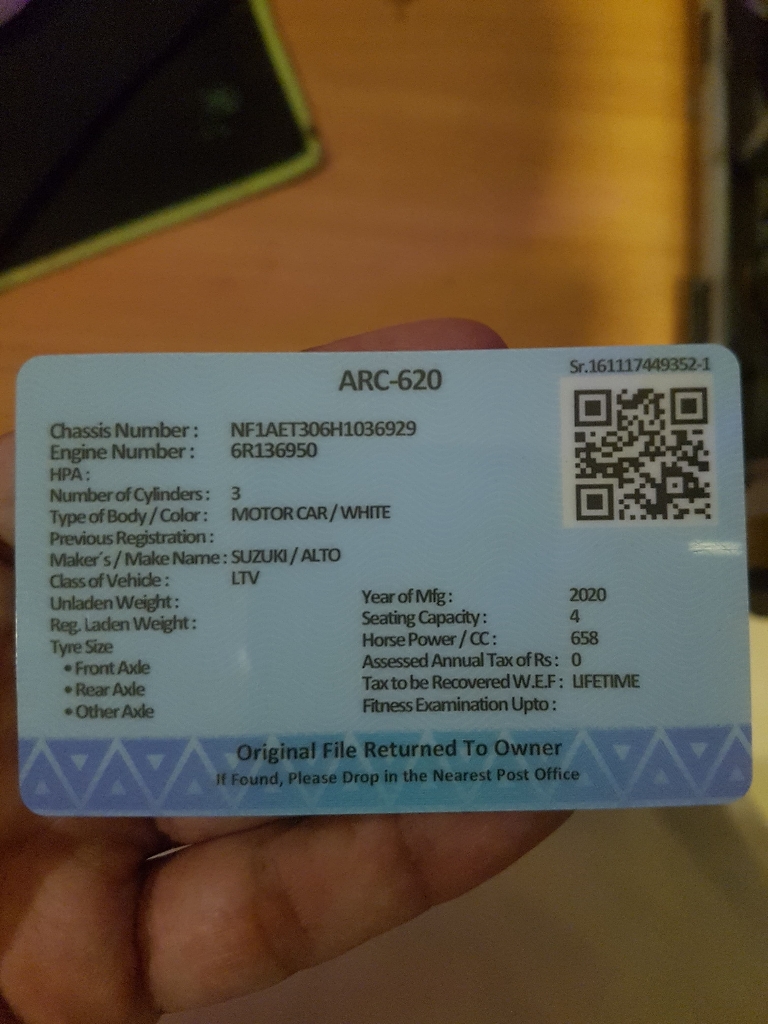 Sr.161117449352-1
ARC-620
Chassis Number : NF1AET306H1036929
Engine Number : 6R136950
HPA :
Number of Cylinders : 3
Type of Body / Color : MOTOR CAR / WHITE
Previous Registration :
Maker's / Make Name : SUZUKI / ALTO
Class of Vehicle : LTV
Unladen Weight :
Reg. Laden Weight :
Tyre Size
• Front Axle
• Rear Axle
• Other Axle
Year of Mfg : 2020
Seating Capacity : 4
Horse Power / CC : 658
Assessed Annual Tax of Rs : 0
Tax to be Recovered W.E.F : LIFETIME
Fitness Examination Upto :
Original File Returned To Owner
If Found, Please Drop in the Nearest Post Office